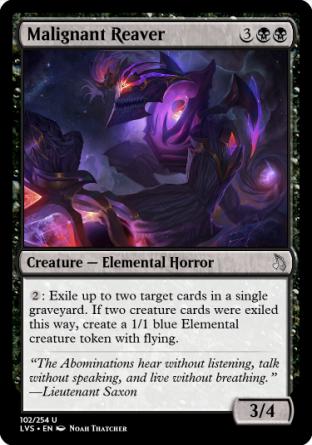 Malignant Reaver 3
Creature — Elemental Horror
2: Exile up to two target cards in a single
graveyard. If two creature cards were exiled
this way, create a 1/1 blue Elemental
creature token with flying.
“The Abominations hear without listening, talk
without speaking, and live without breathing.”
—Lieutenant Saxon
3/4
102/254 U
LVS • EN Noah Thatcher